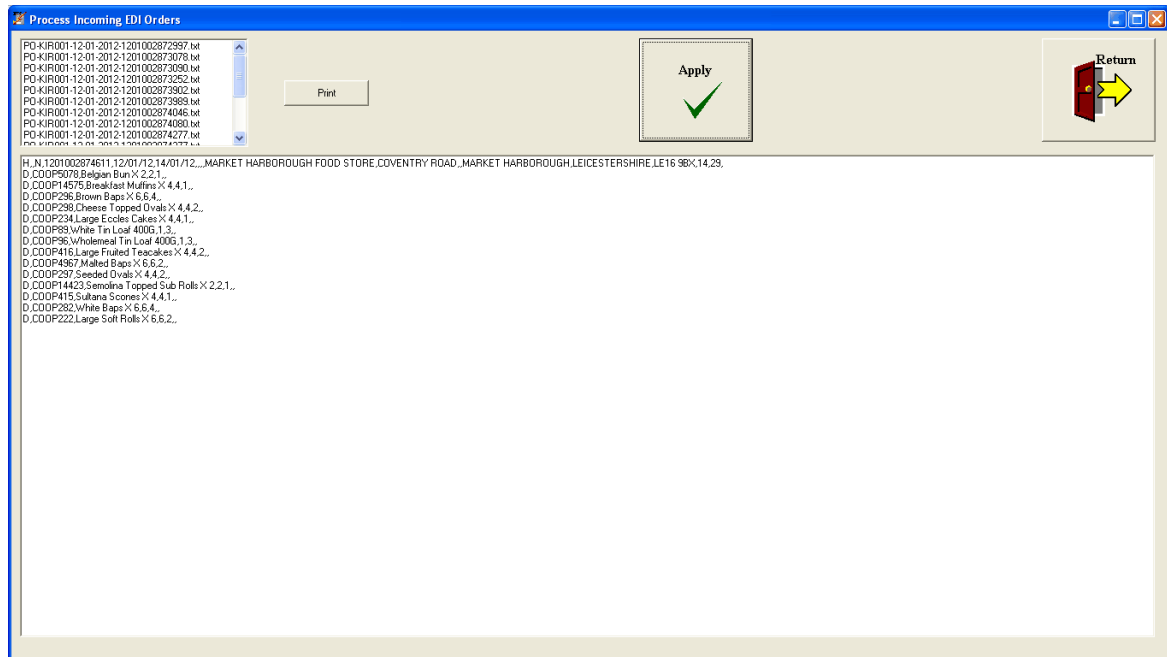 Process Incoming EDI Orders
PO-KIR001-12-01-2012-1201002872997.txt
PO-KIR001-12-01-2012-1201002873078.txt
PO-KIR001-12-01-2012-1201002873090.txt
PO-KIR001-12-01-2012-1201002873252.txt
PO-KIR001-12-01-2012-1201002873902.txt
PO-KIR001-12-01-2012-1201002873989.txt
PO-KIR001-12-01-2012-1201002874046.txt
PO-KIR001-12-01-2012-1201002874080.txt
PO-KIR001-12-01-2012-1201002874277.txt
Print
Apply
Return
H,,N,1201002874611,12/01/12,14/01/12,,,,MARKET HARBOROUGH FOOD STORE,COVENTRY ROAD,,MARKET HARBOROUGH,LEICESTERSHIRE,LE16 9BX,14,29,
D,COOP5078,Belgian Bun X 2,2,1,,
D,COOP14575,Breakfast Muffins X 4,4,1,,
D,COOP296,Brown Baps X 6,6,4,,
D,COOP298,Cheese Topped Ovals X 4,4,2,,
D,COOP234,Large Eccles Cakes X 4,4,1,,
D,COOP89,White Tin Loaf 400G,1,3,,
D,COOP96,Wholemeal Tin Loaf 400G,1,3,,
D,COOP416,Large Fruited Teacakes X 4,4,2,,
D,COOP4967,Malted Baps X 6,6,2,,
D,COOP297,Seeded Ovals X 4,4,2,,
D,COOP14423,Semolina Topped Sub Rolls X 2,2,1,,
D,COOP415,Sultana Scones X 4,4,1,,
D,COOP282,White Baps X 6,6,4,,
D,COOP222,Large Soft Rolls X 6,6,2,,